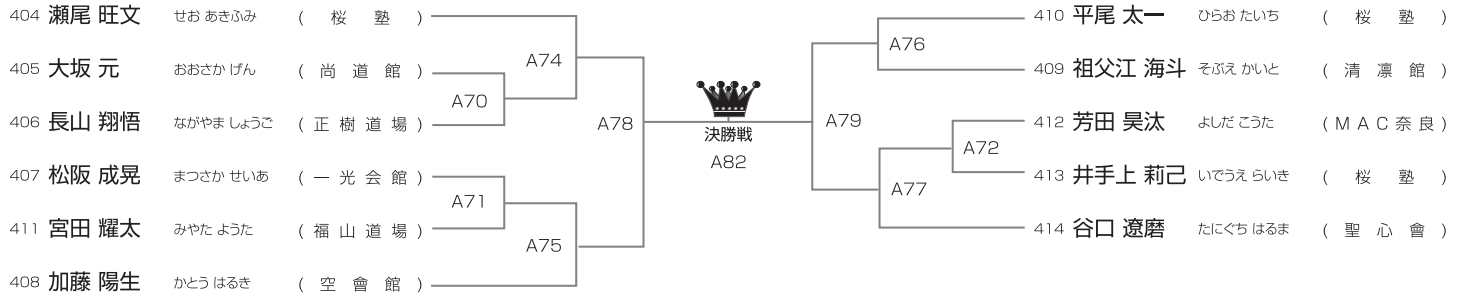 404 瀬尾 旺文 せお あきふみ ( 桜 塾 )
405 大坂 元 おおさか げん ( 尚 道 館 )
406 長山 翔悟 ながやま しょうご ( 正 樹 道 場 )
407 松阪 成晃 まつさか せいあ ( 一 光 会 館 )
411 宮田 耀太 みやた ようた ( 福 山 道 場 )
408 加藤 陽生 かとう はるき ( 空 會 館 )
A74
A70
A71
A75
A78
決勝戦
A82
A79
A76
A72
A77
410 平尾 太一 ひらお たいち ( 桜 塾 )
409 祖父江 海斗 そぶえ かいと ( 清 凛 館 )
412 芳田 昊汰 よしだ こうた ( M A C 奈 良 )
413 井手上 莉己 いでうえ らいき ( 桜 塾 )
414 谷口 遼磨 たにぐち はるま ( 聖 心 會 )